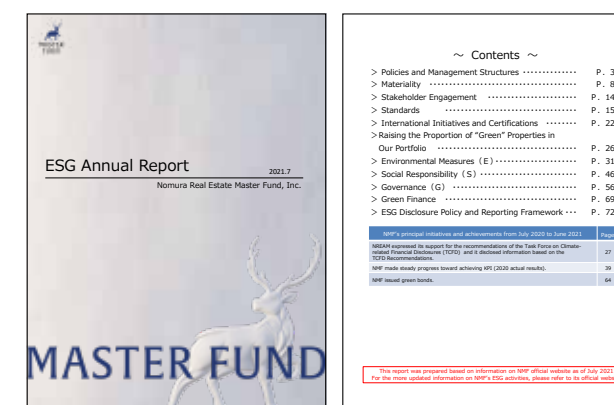 MASTER
FUND
ESG Annual Report
2021.7
Nomura Real Estate Master Fund, Inc.
MASTER FUND
～ Contents ～
＞ Policies and Management Structures ・・・・・・・・・・・・・・ P. 3
＞ Materiality ・・・・・・・・・・・・・・・・・・・・・・・・・・・・・・・・・・・・・ P. 8
＞ Stakeholder Engagement ・・・・・・・・・・・・・・・・・・・・・・ P. 14
＞ Standards ・・・・・・・・・・・・・・・・・・・・・・・・・・・・・・・・・ P. 15
＞ International Initiatives and Certifications ・・・・・・・・ P. 22
＞Raising the Proportion of “Green” Properties in
Our Portfolio ・・・・・・・・・・・・・・・・・・・・・・・・・・・・・・・・・・・ P. 26
＞ Environmental Measures (E)・・・・・・・・・・・・・・・・・・・・・ P. 31
＞ Social Responsibility (S)・・・・・・・・・・・・・・・・・・・・・・・・・ P. 46
＞ Governance (G) ・・・・・・・・・・・・・・・・・・・・・・・・・・・・・・・ P. 56
＞ Green Finance ・・・・・・・・・・・・・・・・・・・・・・・・・・・・・・・・ P. 69
＞ ESG Disclosure Policy and Reporting Framework ・・・ P. 72
NMF's principal initiatives and achievements from July 2020 to June 2021 Page
NREAM expressed its support for the recommendations of the Task Force on Climate-
related Financial Disclosures (TCFD) and it disclosed information based on the 27
TCFD Recommendations.
NMF made steady progress toward achieving KPI (2020 actual results). 39
NMF issued green bonds. 64
This report was prepared based on information on NMF official website as of July 2021
For the more updated information on NMF's ESG activities, please refer to its official